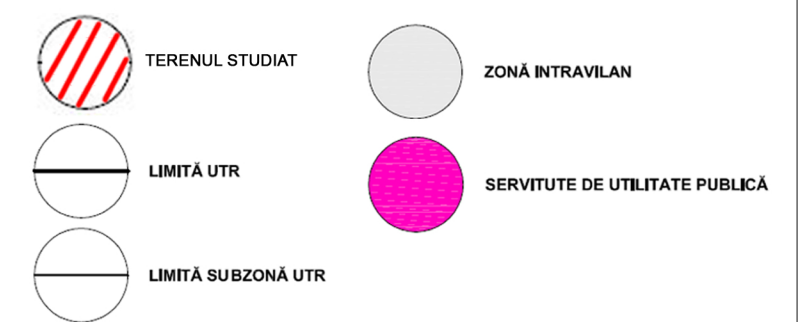 TERENUL STUDIAT
LIMITĂ UTR
LIMITĂ SUBZONĂ UTR
ZONĂ INTRAVILAN
SERVITUTE DE UTILITATE PUBLICĂ